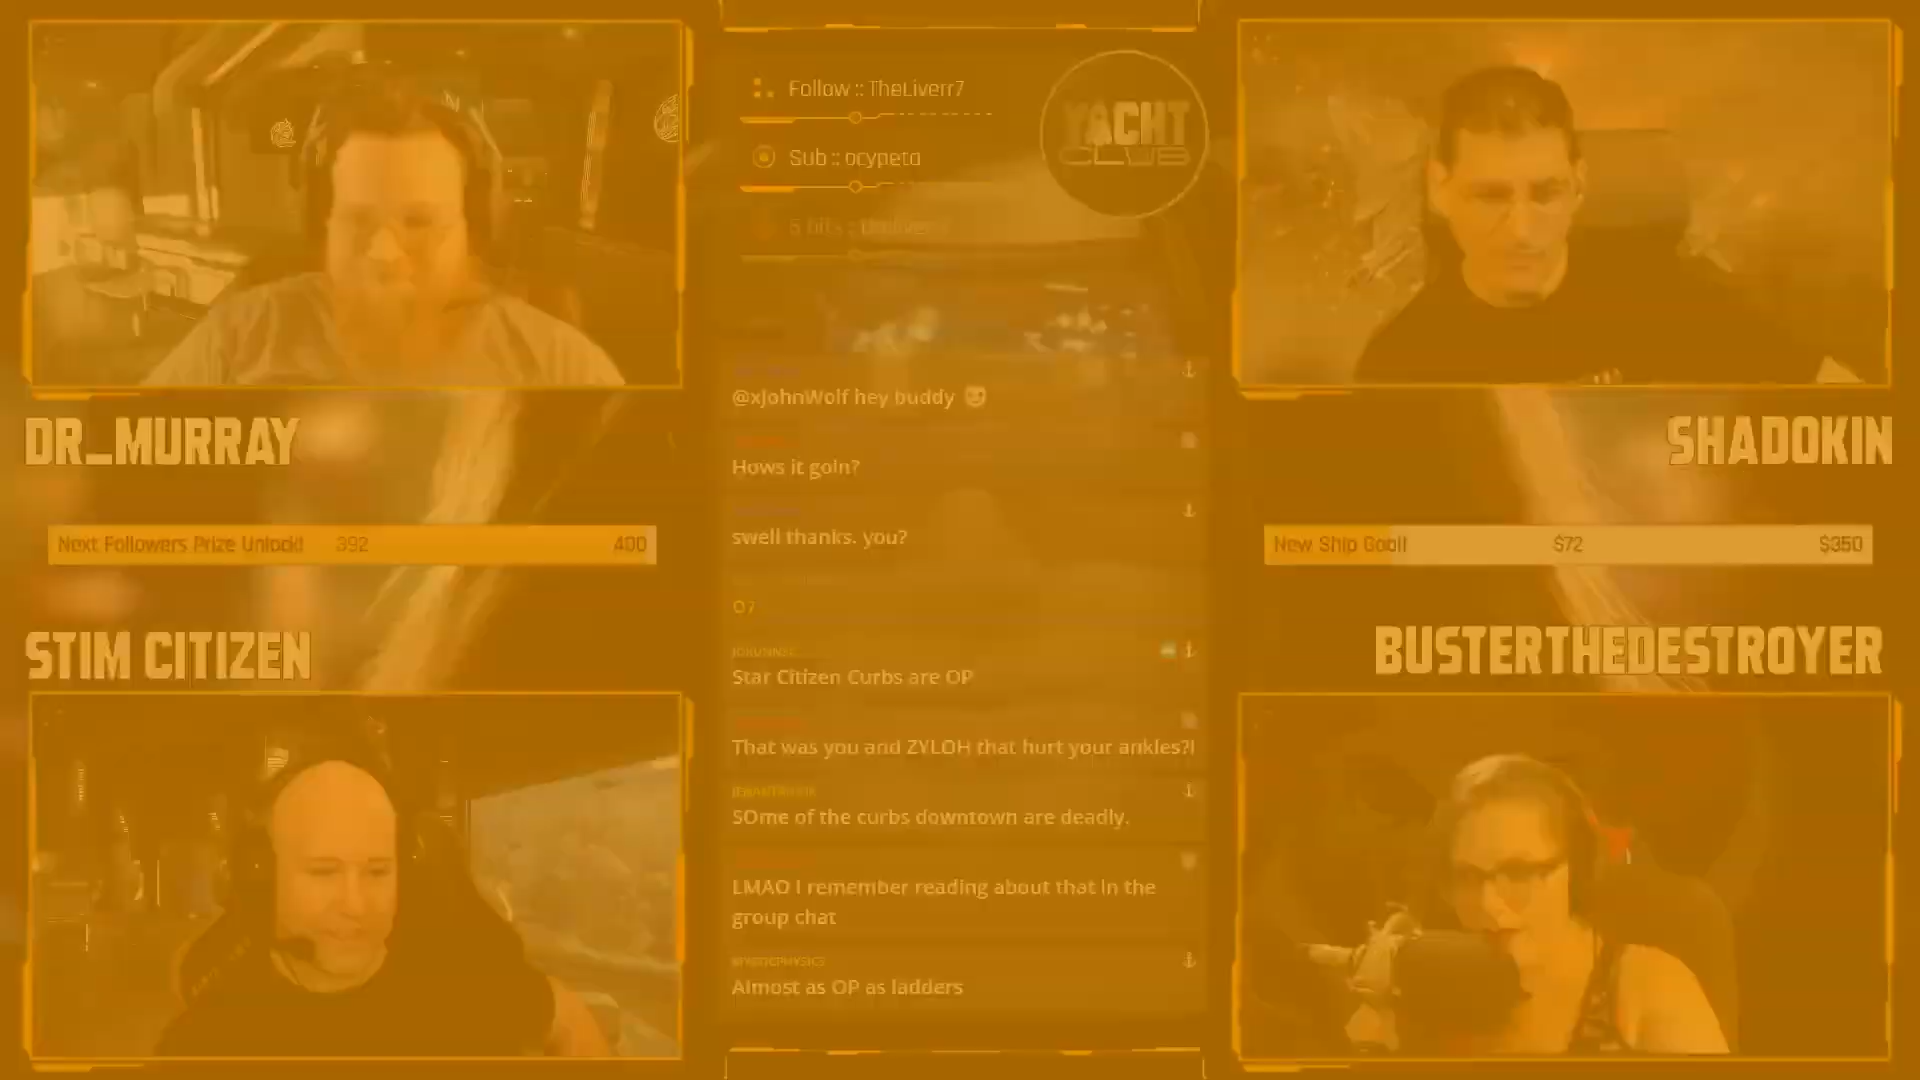 Follow :: TheLiverr7
Sub :: ocypeta
YACHT
CLUB
@xJohnWolf hey buddy
Hows it goin?
swell thanks. you?
O7
Star Citizen Curbs are OP
That was you and ZYLOH that hurt your ankles?!
SOme of the curbs downtown are deadly.
LMAO I remember reading about that in the
group chat
MYSTICPHYSICS
Almost as OP as ladders
DR_MURRAY
Next Followers Prize Unlock! 392 400
STIM CITIZEN
SHADOKIN
New Ship Goal! $72 $350
BUSTERTHEDESTROYER